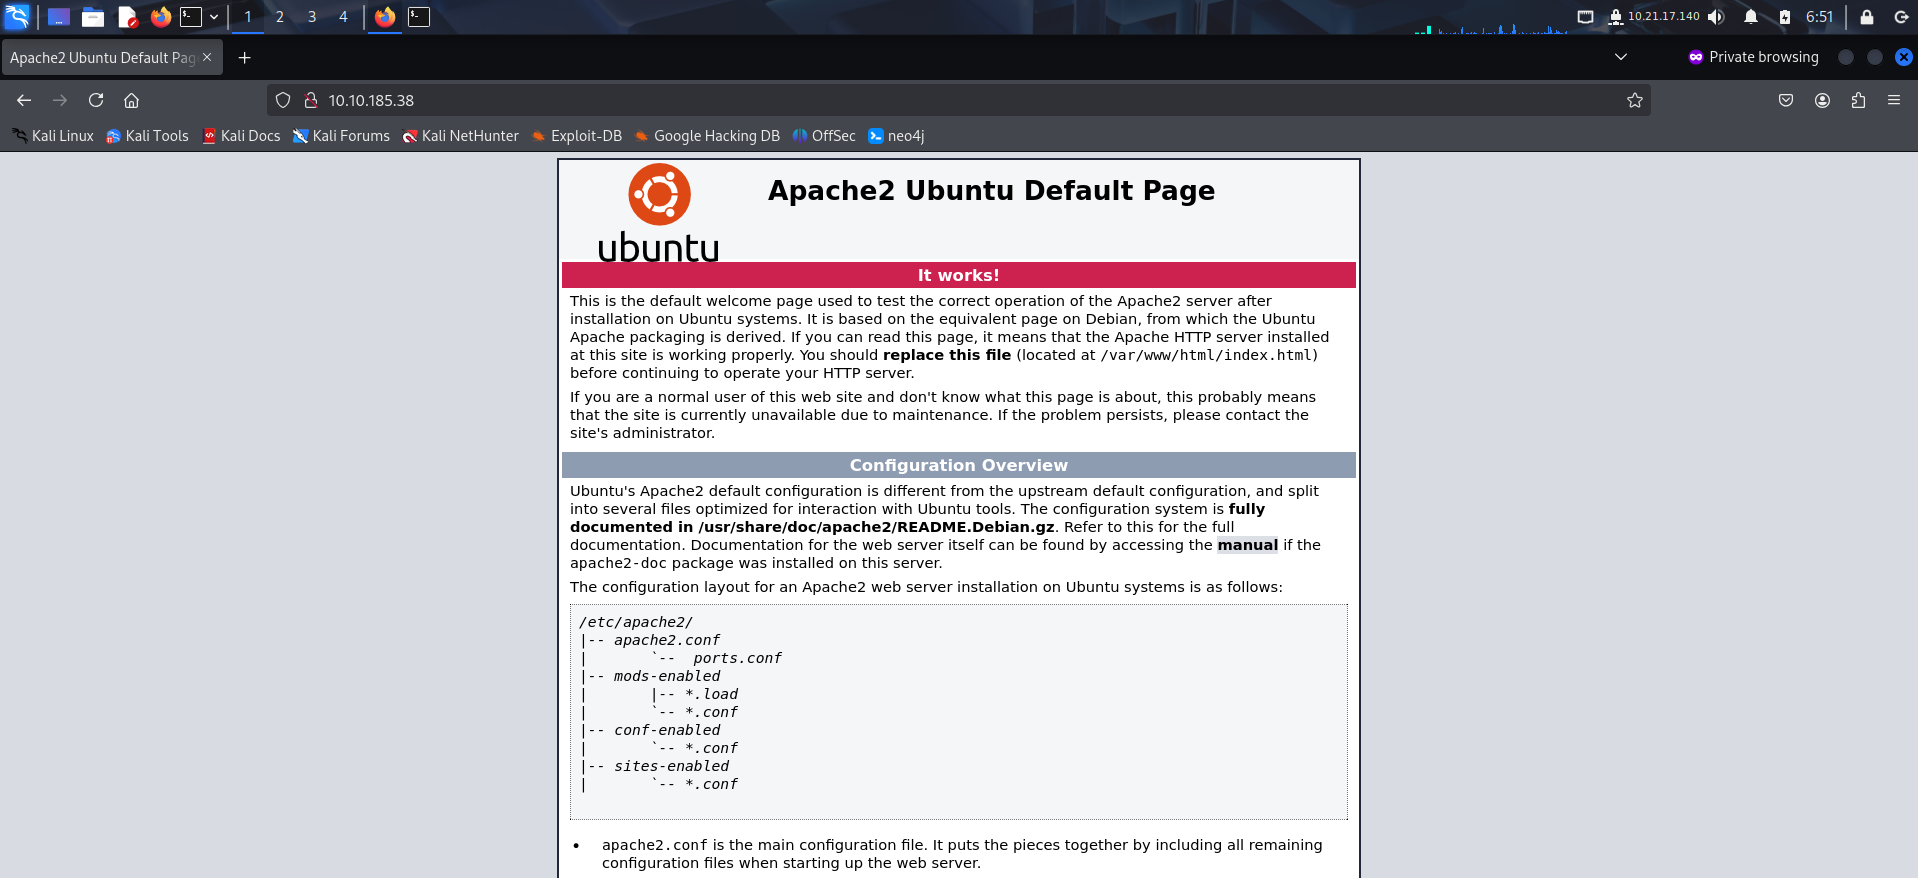 1 2 3 4 10.21.17.140 6:51
Apache2 Ubuntu Default Pag Private browsing
10.10.185.38
Kali Linux Kali Tools Kali Docs Kali Forums Kali NetHunter Exploit-DB Google Hacking DB OffSec neo4j
Apache2 Ubuntu Default Page
ubuntu
It works!
This is the default welcome page used to test the correct operation of the Apache2 server after
installation on Ubuntu systems. It is based on the equivalent page on Debian, from which the Ubuntu
Apache packaging is derived. If you can read this page, it means that the Apache HTTP server installed
at this site is working properly. You should replace this file (located at /var/www/html/index.html)
before continuing to operate your HTTP server.
If you are a normal user of this web site and don't know what this page is about, this probably means
that the site is currently unavailable due to maintenance. If the problem persists, please contact the
site's administrator.
Configuration Overview
Ubuntu's Apache2 default configuration is different from the upstream default configuration, and split
into several files optimized for interaction with Ubuntu tools. The configuration system is fully
documented in /usr/share/doc/apache2/README.Debian.gz. Refer to this for the full
documentation. Documentation for the web server itself can be found by accessing the manual if the
apache2-doc package was installed on this server.
The configuration layout for an Apache2 web server installation on Ubuntu systems is as follows:
/etc/apache2/
|-- apache2.conf
|       `--  ports.conf
|-- mods-enabled
|       |-- *.load
|       `-- *.conf
|-- conf-enabled
|       `-- *.conf
|-- sites-enabled
|       `-- *.conf
• apache2.conf is the main configuration file. It puts the pieces together by including all remaining
configuration files when starting up the web server.